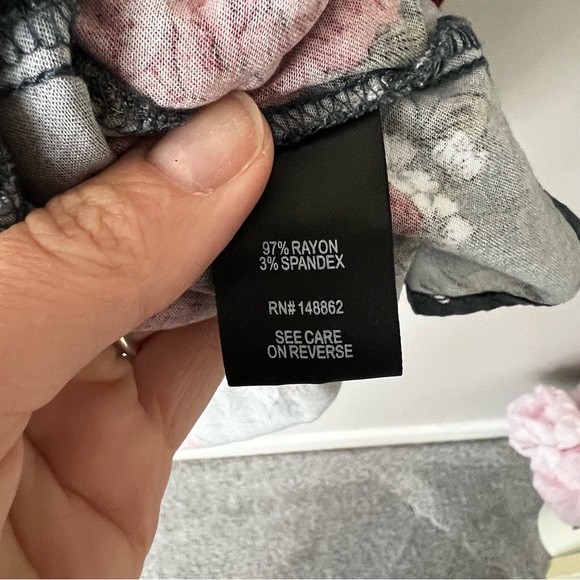 97% RAYON
3% SPANDEX
RN# 148862
SEE CARE
ON REVERSE